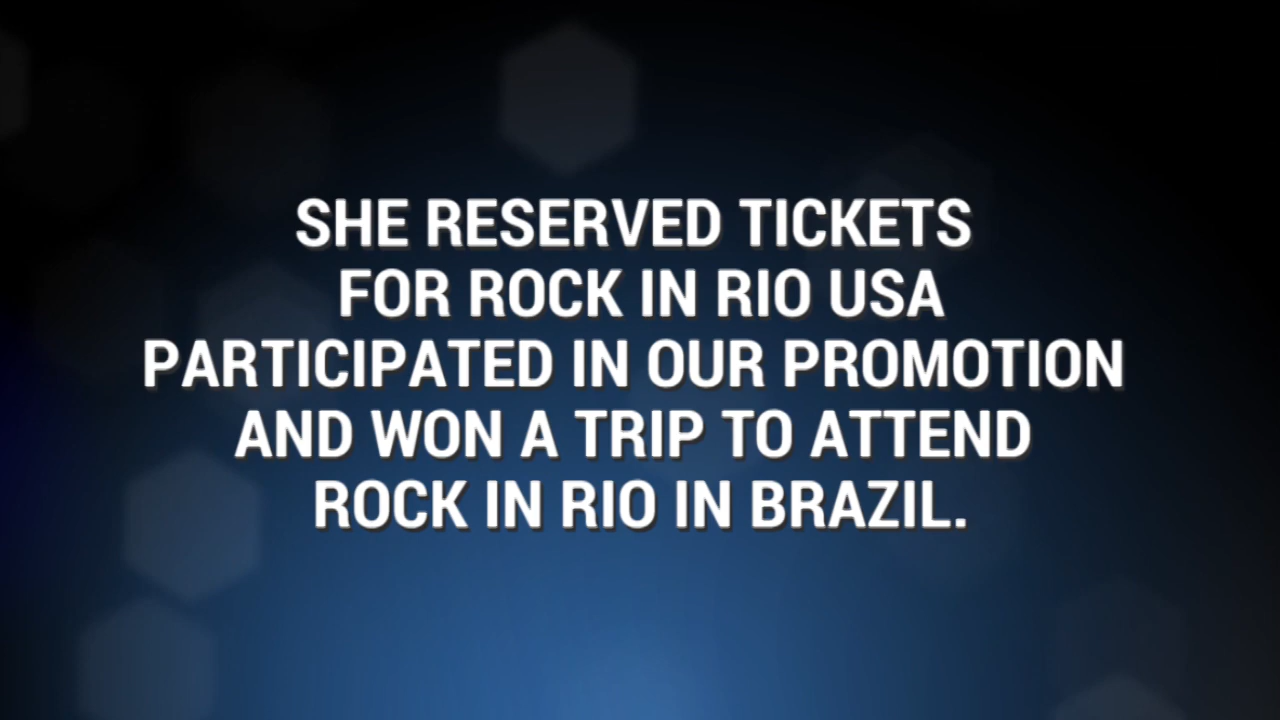 SHE RESERVED TICKETS
FOR ROCK IN RIO USA
PARTICIPATED IN OUR PROMOTION
AND WON A TRIP TO ATTEND
ROCK IN RIO IN BRAZIL.